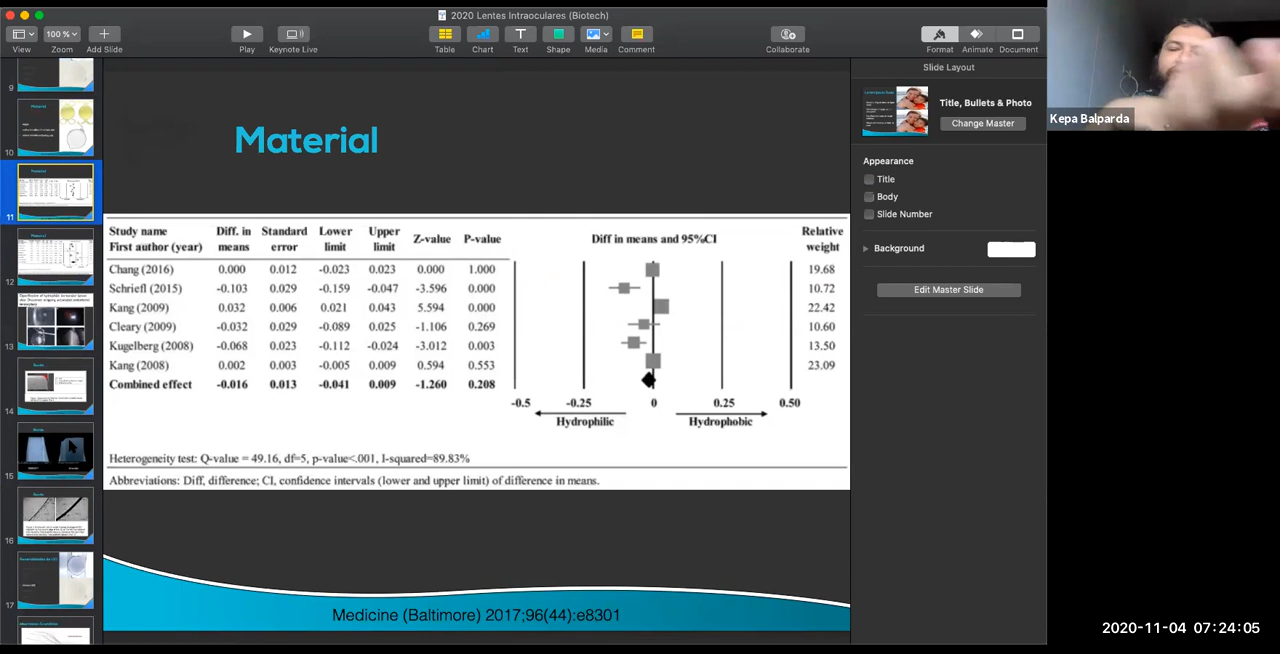 2020 Lentes Intraoculares (Biotech)
100 %
View Zoom Add Slide Play Keynote Live Table Chart Text Shape Media Comment Collaborate Format Animate Document
Slide Layout
Title, Bullets & Photo
Change Master
Appearance
Title
Body
Slide Number
Background
Edit Master Slide
Kepa Balparda
9
10
11
12
13
14
15
16
17
Material
Study name Diff. in Standard Lower Upper Z-value P-value Diff in means and 95%CI Relative
First author (year) means error limit limit weight
Chang (2016) 0.000 0.012 -0.023 0.023 0.000 1.000 19.68
Schriefl (2015) -0.103 0.029 -0.159 -0.047 -3.596 0.000 10.72
Kang (2009) 0.032 0.006 0.021 0.043 5.594 0.000 22.42
Cleary (2009) -0.032 0.029 -0.089 0.025 -1.106 0.269 10.60
Kugelberg (2008) -0.068 0.023 -0.112 -0.024 -3.012 0.003 13.50
Kang (2008) 0.002 0.003 -0.005 0.009 0.594 0.553 23.09
Combined effect -0.016 0.013 -0.041 0.009 -1.260 0.208
-0.5 -0.25 0 0.25 0.50
Hydrophilic Hydrophobic
Heterogeneity test: Q-value = 49.16, df=5, p-value<.001, I-squared=89.83%
Abbreviations: Diff, difference; CI, confidence intervals (lower and upper limit) of difference in means.
Medicine (Baltimore) 2017;96(44):e8301
2020-11-04 07:24:05